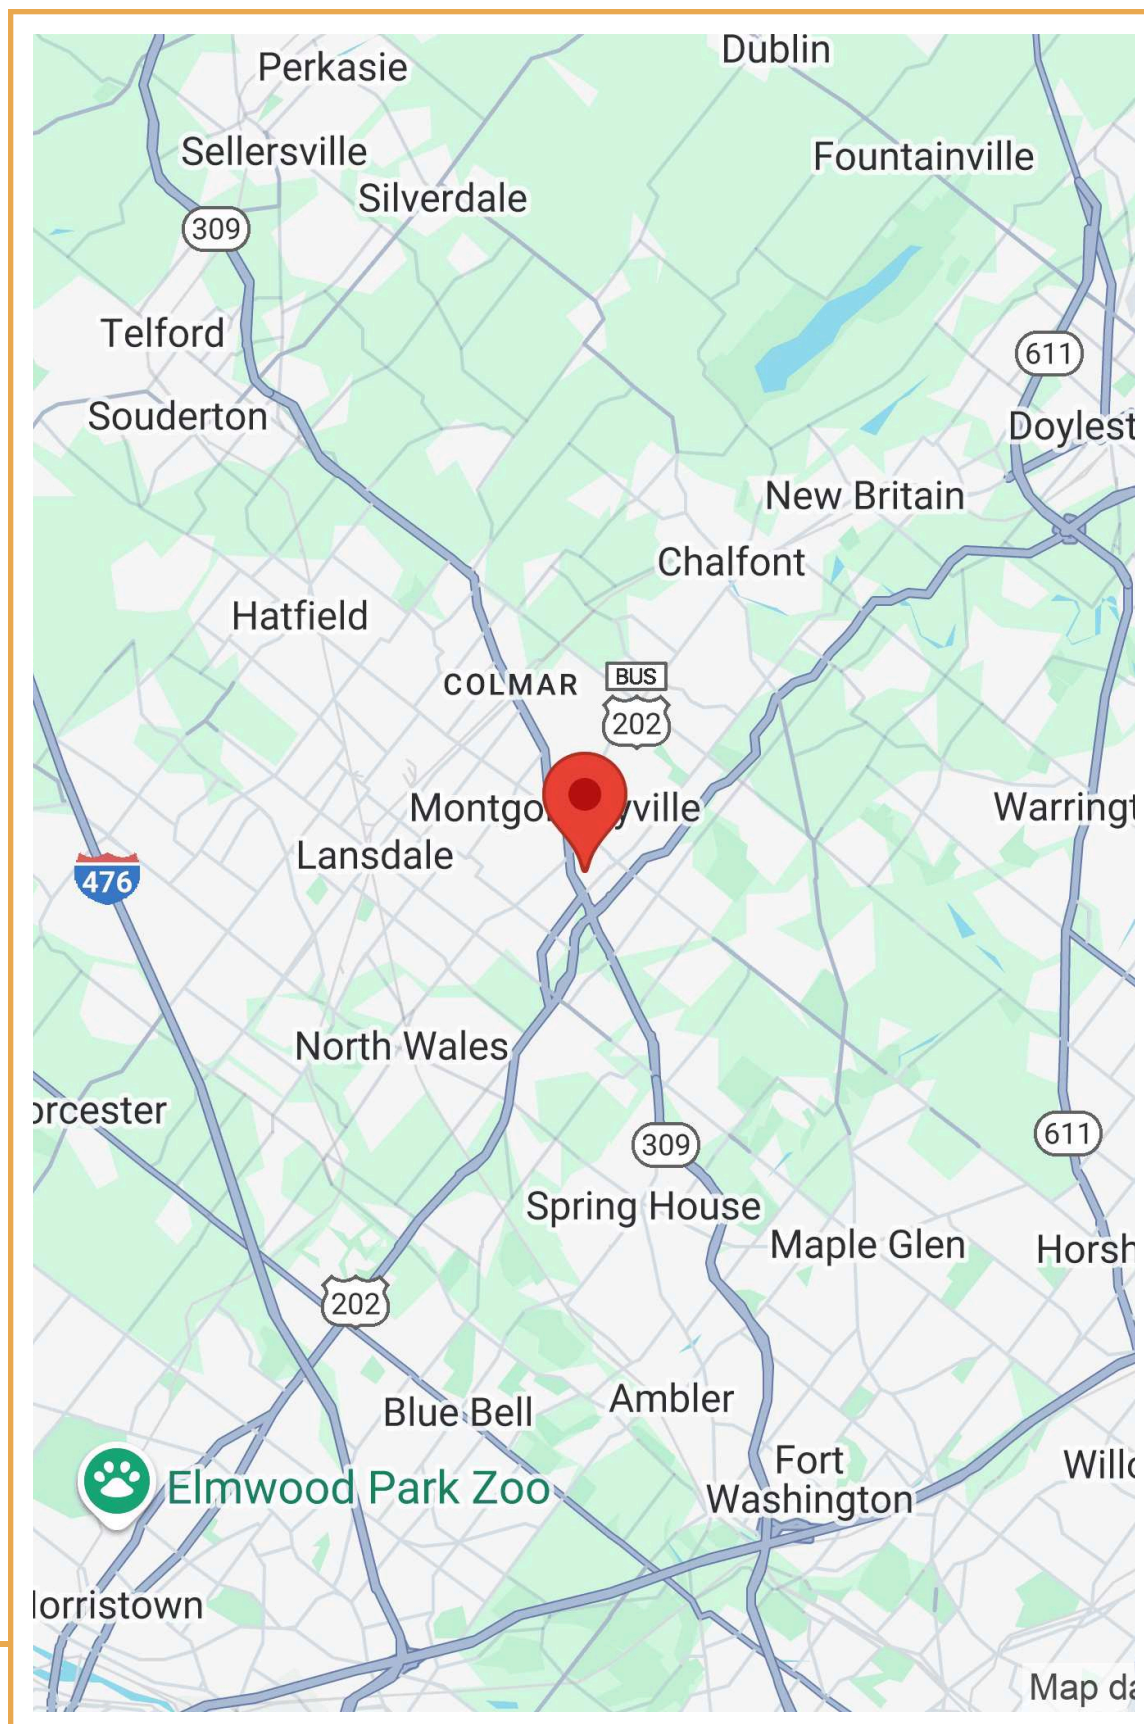 Dublin
Perkasie
Sellersville
Fountainville
Silverdale
309
Telford
611
Souderton
Doylest
New Britain
Chalfont
Hatfield
COLMAR
BUS
202
Warringt
Lansdale
476
North Wales
orcester
611
309
Spring House
Maple Glen
Horsh
202
Ambler
Blue Bell
Fort
Washington
Willo
Elmwood Park Zoo
lorristown
Map da